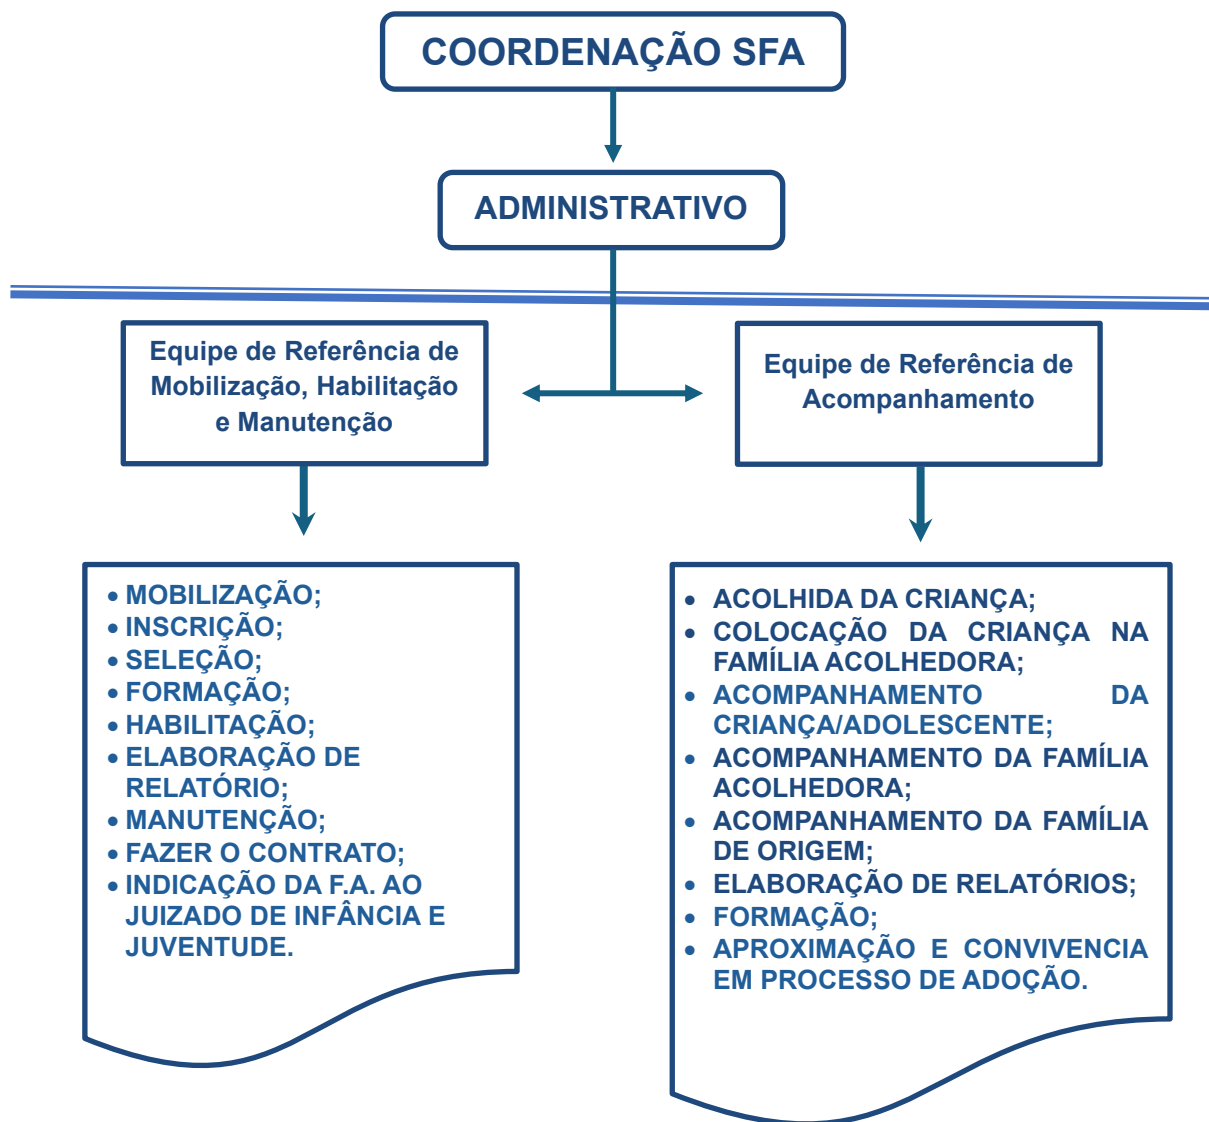 COORDENAÇÃO SFA
ADMINISTRATIVO
Equipe de Referência de
Mobilização, Habilitação
e Manutenção
Equipe de Referência de
Acompanhamento
• MOBILIZAÇÃO;
• INSCRIÇÃO;
• SELEÇÃO;
• FORMAÇÃO;
• HABILITAÇÃO;
• ELABORAÇÃO DE
RELATÓRIO;
• MANUTENÇÃO;
• FAZER O CONTRATO;
• INDICAÇÃO DA F.A. AO
JUIZADO DE INFÂNCIA E
JUVENTUDE.
• ACOLHIDA DA CRIANÇA;
• COLOCAÇÃO DA CRIANÇA NA
FAMÍLIA ACOLHEDORA;
• ACOMPANHAMENTO DA
CRIANÇA/ADOLESCENTE;
• ACOMPANHAMENTO DA FAMÍLIA
ACOLHEDORA;
• ACOMPANHAMENTO DA FAMÍLIA
DE ORIGEM;
• ELABORAÇÃO DE RELATÓRIOS;
• FORMAÇÃO;
• APROXIMAÇÃO E CONVIVENCIA
EM PROCESSO DE ADOÇÃO.